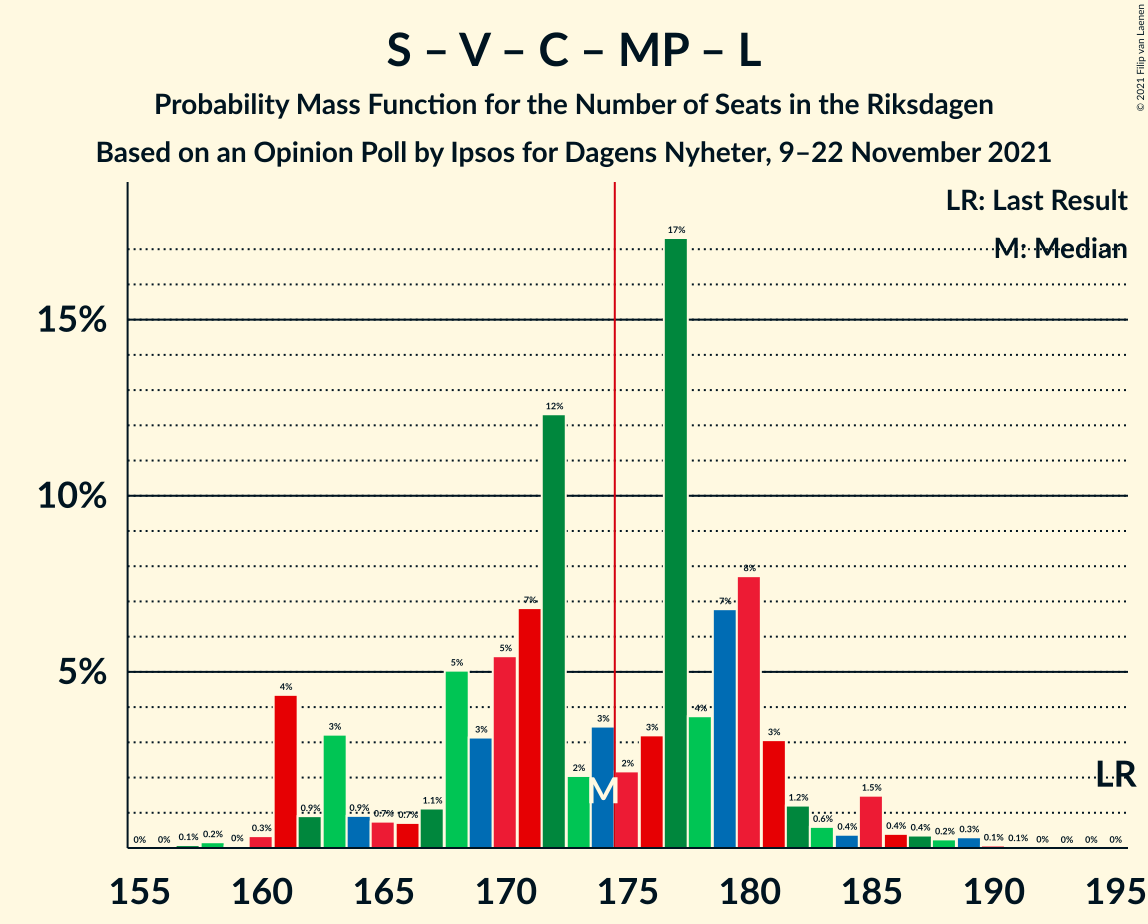 S – V – C – MP – L
Probability Mass Function for the Number of Seats in the Riksdagen
Based on an Opinion Poll by Ipsos for Dagens Nyheter, 9–22 November 2021
© 2021 Filip van Laenen
LR: Last Result
M: Median
15%
10%
5%
0% 0% 0.1% 0.2% 0% 0.3% 4% 0.9% 3% 0.9% 0.7% 0.7% 1.1% 5% 3% 5% 7% 12% 2% 3% 2% 3% 17% 4% 7% 8% 3% 1.2% 0.6% 0.4% 1.5% 0.4% 0.4% 0.2% 0.3% 0.1% 0.1% 0% 0% 0% 0%
M
LR
155 160 165 170 175 180 185 190 195